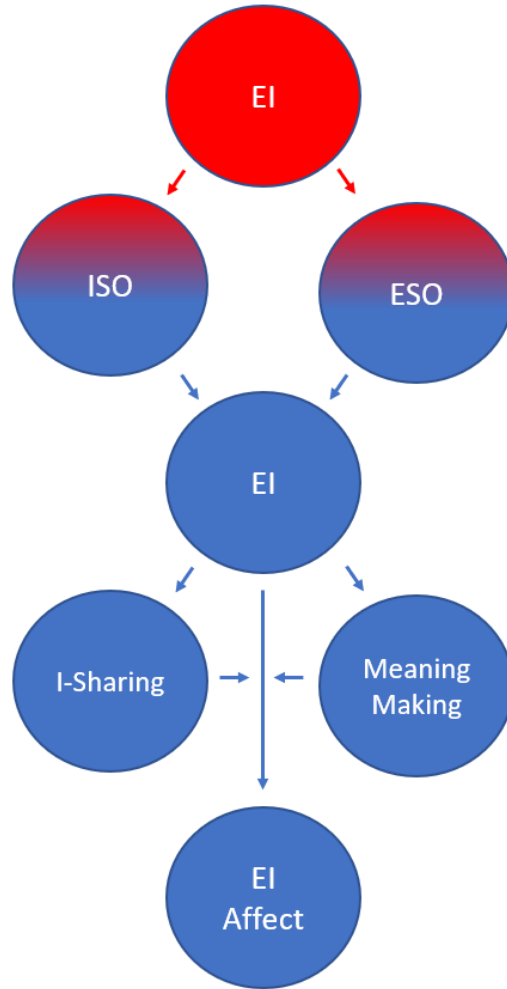 EI
ISO
ESO
EI
I-Sharing
Meaning
Making
EI
Affect